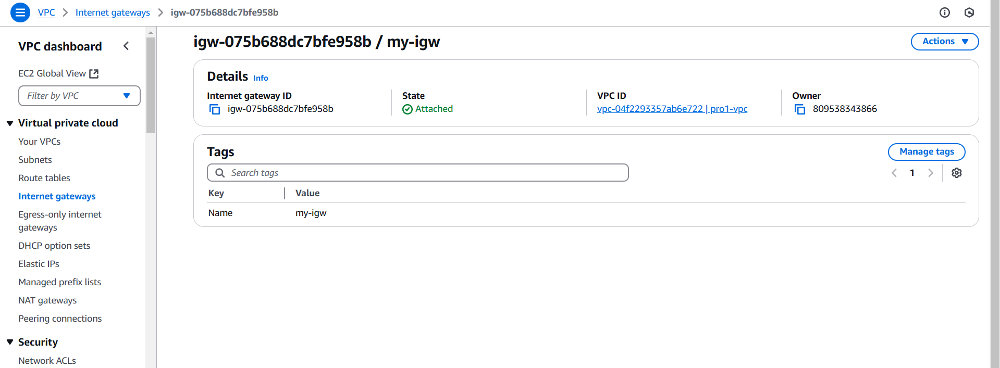 VPC > Internet gateways > igw-075b688dc7bfe958b
VPC dashboard
EC2 Global View
Filter by VPC
Virtual private cloud
Your VPCs
Subnets
Route tables
Internet gateways
Egress-only internet
gateways
DHCP option sets
Elastic IPs
Managed prefix lists
NAT gateways
Peering connections
Security
Network ACLs
igw-075b688dc7bfe958b / my-igw
Actions
Details Info
Internet gateway ID
igw-075b688dc7bfe958b
State
Attached
VPC ID
vpc-04f2293357ab6e722 | pro1-vpc
Owner
809538343866
Tags
Manage tags
Search tags
1
Key Value
Name my-igw